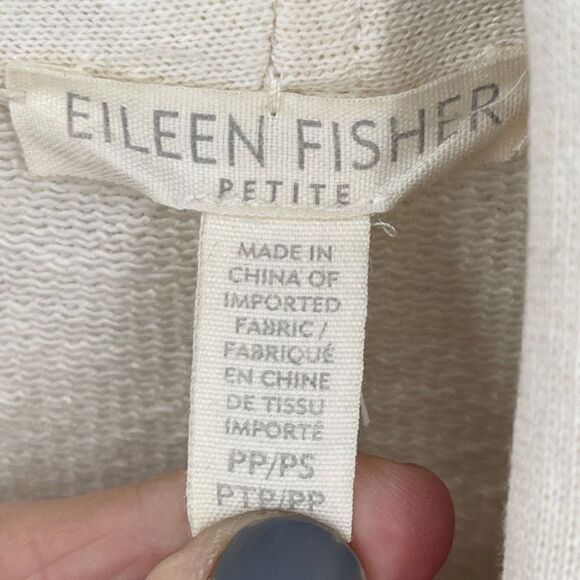 EILEEN FISHER
PETITE
MADE IN
CHINA OF
IMPORTED
FABRIC /
FABRIQUÉ
EN CHINE
DE TISSU
IMPORTÉ
PP/PS
PTP/PP